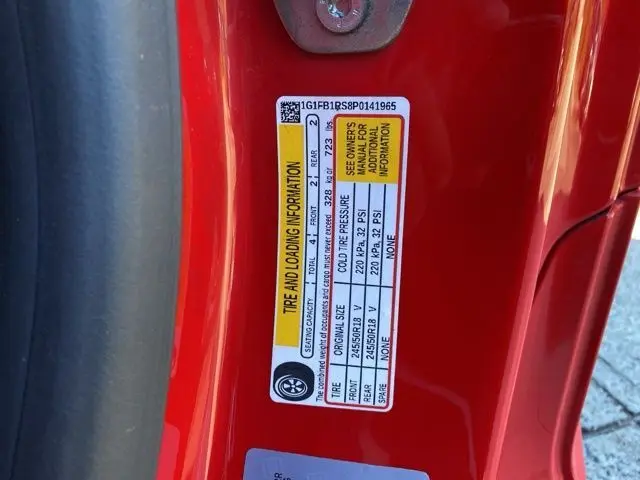 1G1FB1RS8P0141965
TIRE AND LOADING INFORMATION
SEATING CAPACITY TOTAL 4 FRONT 2 REAR 2
The combined weight of occupants and cargo must never exceed 328 kg or 723 lbs.
TIRE ORIGINAL SIZE COLD TIRE PRESSURE
FRONT 245/50R18 V 220 kPa, 32 PSI
REAR 245/50R18 V 220 kPa, 32 PSI
SPARE NONE NONE
SEE OWNER'S
MANUAL FOR
ADDITIONAL
INFORMATION